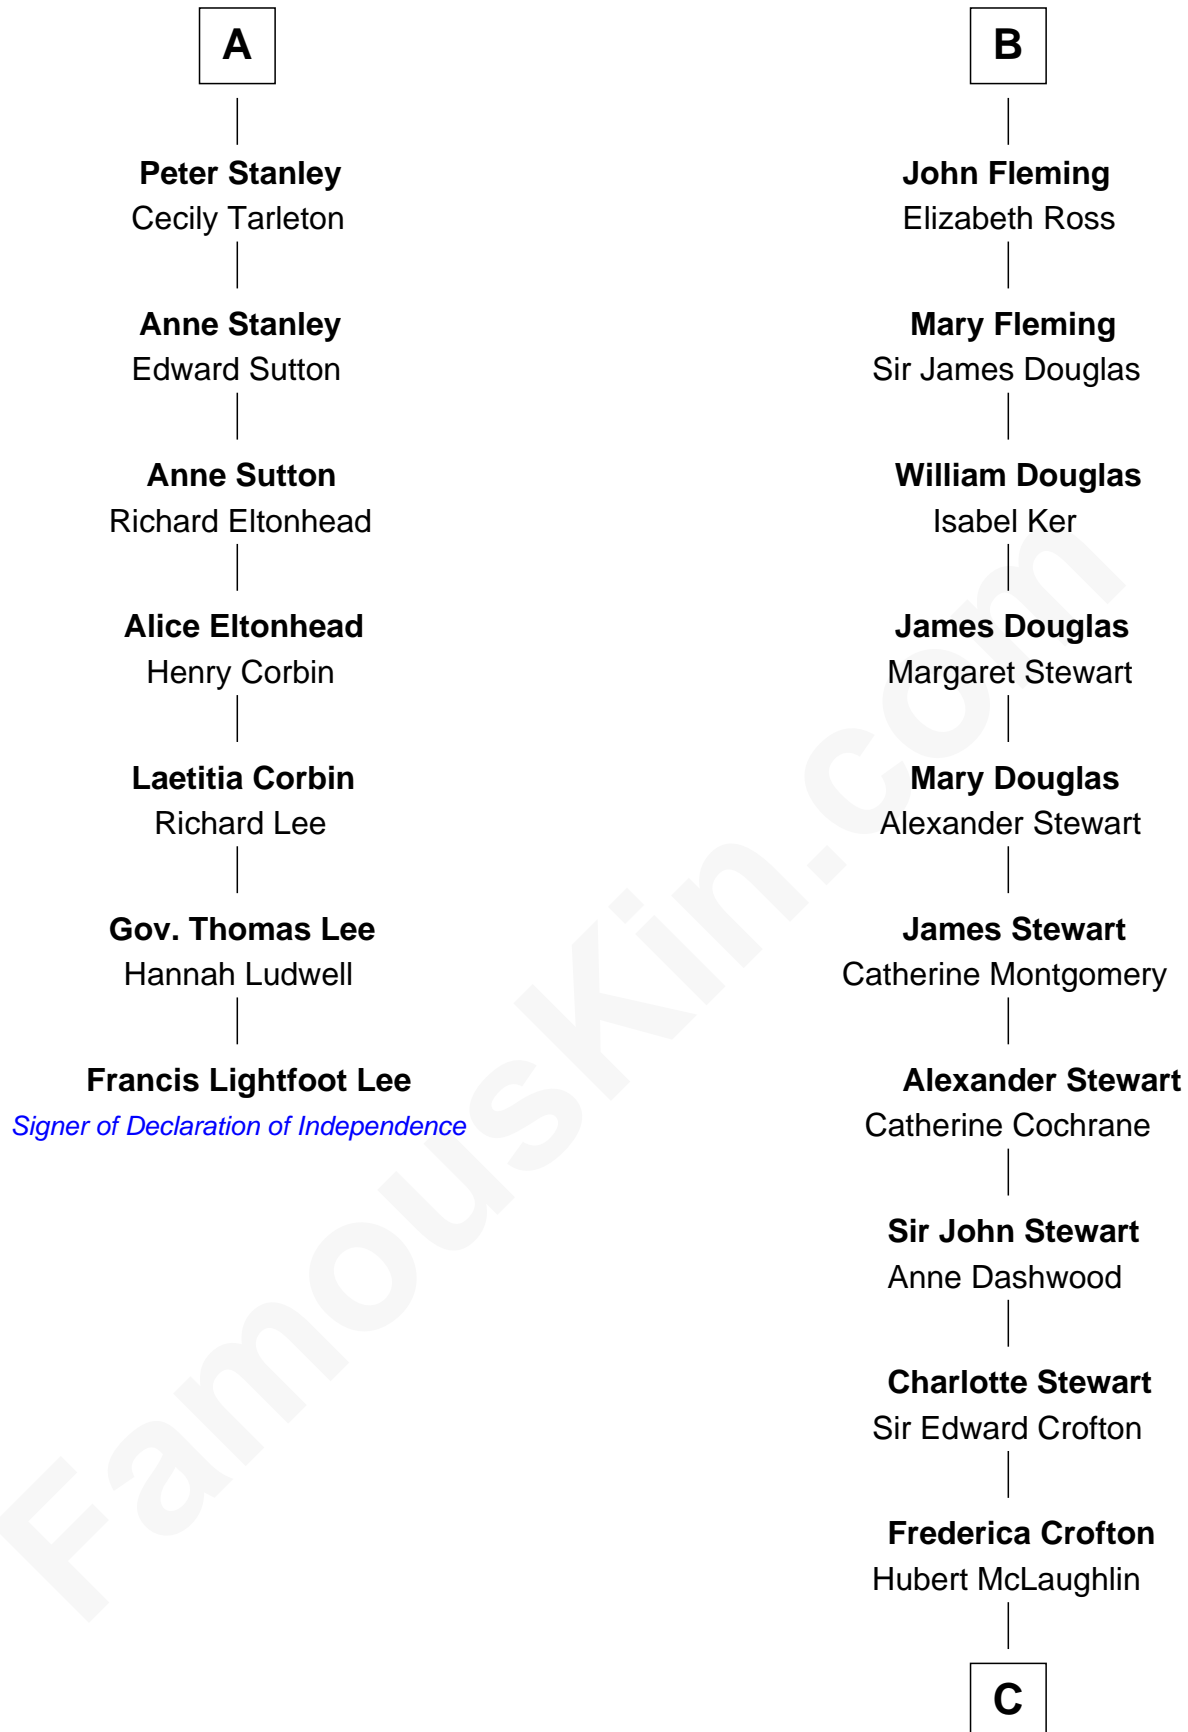 A
Peter Stanley
Cecily Tarleton
Anne Stanley
Edward Sutton
Anne Sutton
Richard Eltonhead
Alice Eltonhead
Henry Corbin
Laetitia Corbin
Richard Lee
Gov. Thomas Lee
Hannah Ludwell
Francis Lightfoot Lee
Signer of Declaration of Independence
B
John Fleming
Elizabeth Ross
Mary Fleming
Sir James Douglas
William Douglas
Isabel Ker
James Douglas
Margaret Stewart
Mary Douglas
Alexander Stewart
James Stewart
Catherine Montgomery
Alexander Stewart
Catherine Cochrane
Sir John Stewart
Anne Dashwood
Charlotte Stewart
Sir Edward Crofton
Frederica Crofton
Hubert McLaughlin
C
FamousKin.com